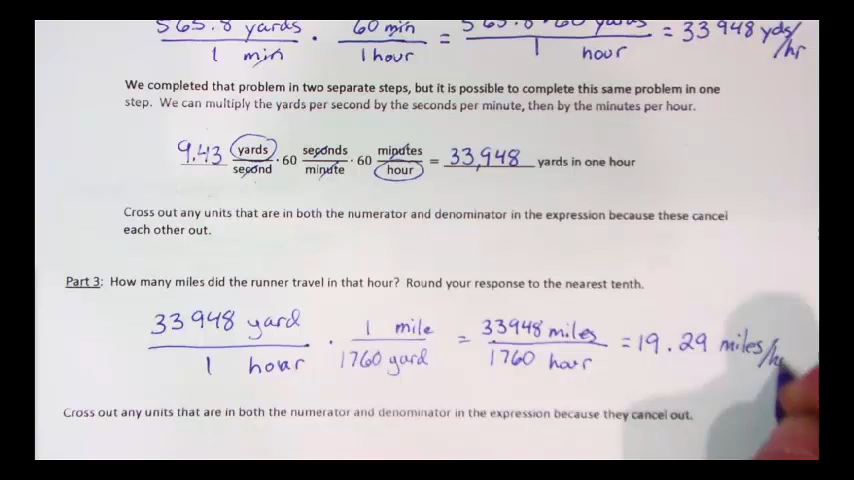 565.8 yards / 1 min · 60 min / 1 hour = 565.8 · 60 yards / 1 hour = 33948 yds/hr
We completed that problem in two separate steps, but it is possible to complete this same problem in one
step. We can multiply the yards per second by the seconds per minute, then by the minutes per hour.
9.43 yards/second · 60 seconds/minute · 60 minutes/hour = 33,948 yards in one hour
Cross out any units that are in both the numerator and denominator in the expression because these cancel
each other out.
Part 3: How many miles did the runner travel in that hour? Round your response to the nearest tenth.
33948 yard / 1 hour · 1 mile / 1760 yard = 33948 miles / 1760 hour = 19.29 miles/hr
Cross out any units that are in both the numerator and denominator in the expression because they cancel out.